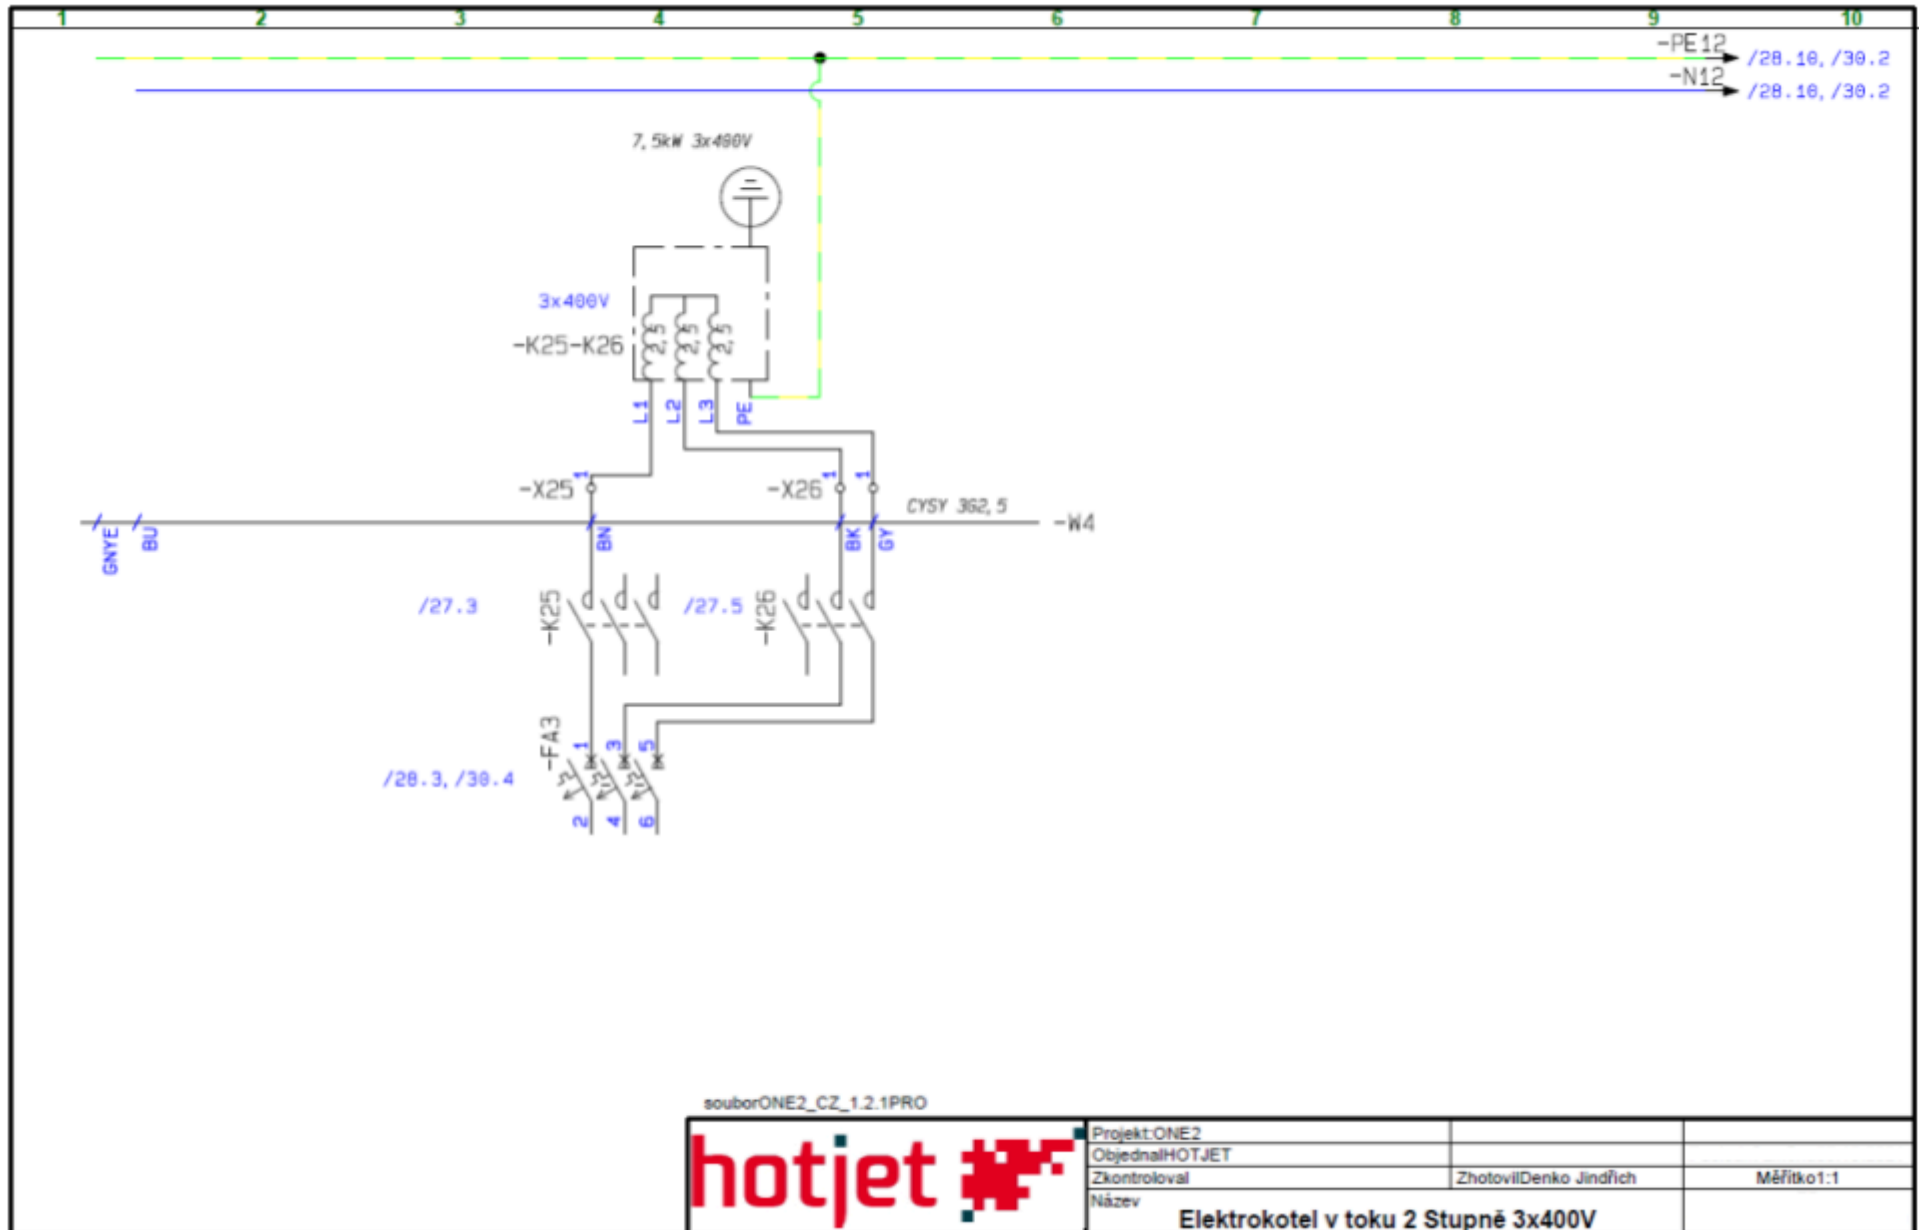 1 2 3 4 5 6 7 8 9 10
-PE12 /28.10,/30.2
-N12 /28.10,/30.2
7,5kW 3x400V
3x400V
-K25-K26
2,5 2,5 2,5
L1 L2 L3 PE
-X25 1 -X26 1 1
CYSY 3G2,5
-W4
GNYE BU BN BK GY
/27.3 -K25 /27.5 -K26
-FA3
1 3 5
/28.3,/30.4
2 4 6
souborONE2_CZ_1.2.1PRO
hotjet
Projekt:ONE2
ObjednalHOTJET
Zkontroloval ZhotovilDenko Jindřich Měřítko1:1
Název
Elektrokotel v toku 2 Stupně 3x400V